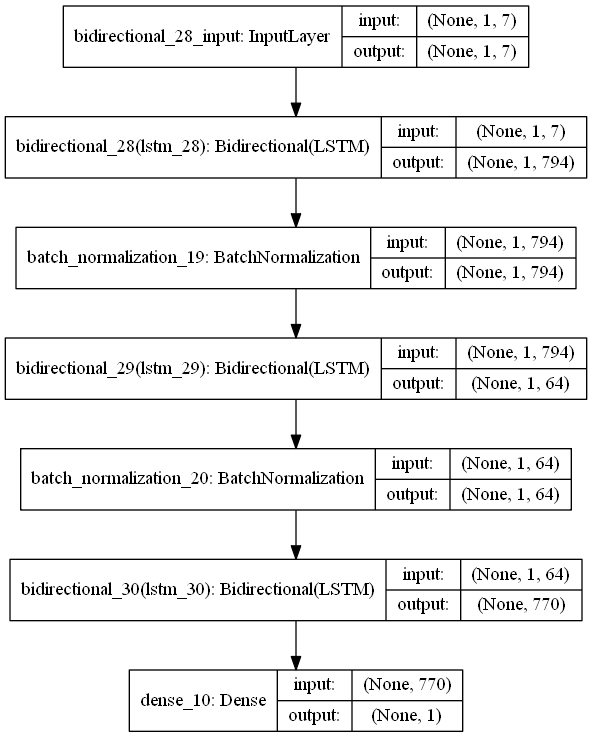 bidirectional_28_input: InputLayer
input: (None, 1, 7)
output: (None, 1, 7)
bidirectional_28(lstm_28): Bidirectional(LSTM)
input: (None, 1, 7)
output: (None, 1, 794)
batch_normalization_19: BatchNormalization
input: (None, 1, 794)
output: (None, 1, 794)
bidirectional_29(lstm_29): Bidirectional(LSTM)
input: (None, 1, 794)
output: (None, 1, 64)
batch_normalization_20: BatchNormalization
input: (None, 1, 64)
output: (None, 1, 64)
bidirectional_30(lstm_30): Bidirectional(LSTM)
input: (None, 1, 64)
output: (None, 770)
dense_10: Dense
input: (None, 770)
output: (None, 1)